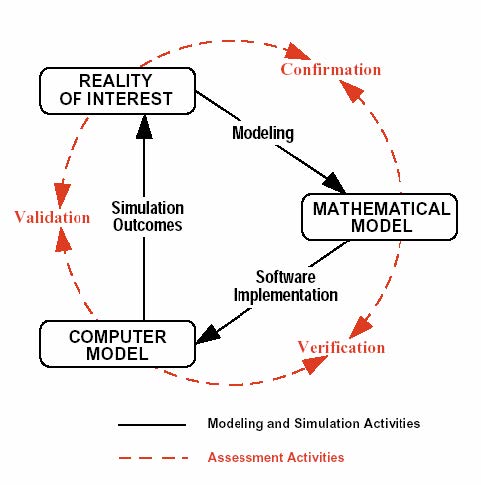 REALITY
OF INTEREST
Confirmation
Modeling
MATHEMATICAL
MODEL
Validation
Simulation
Outcomes
Software
Implementation
COMPUTER
MODEL
Verification
Modeling and Simulation Activities
Assessment Activities